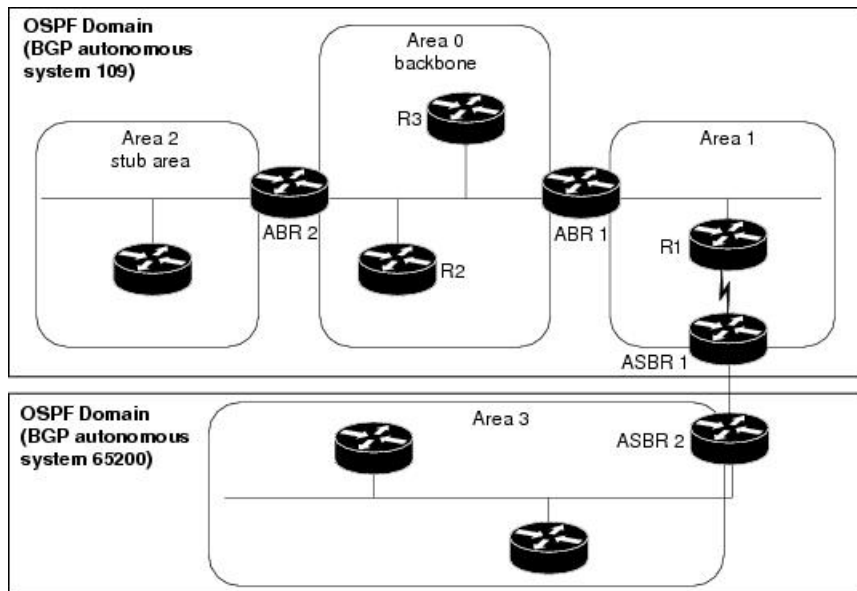 OSPF Domain
(BGP autonomous
system 109)
Area 0
backbone
R3
Area 2
stub area
Area 1
ABR 2
ABR 1
R1
R2
ASBR 1
OSPF Domain
(BGP autonomous
system 65200)
Area 3
ASBR 2